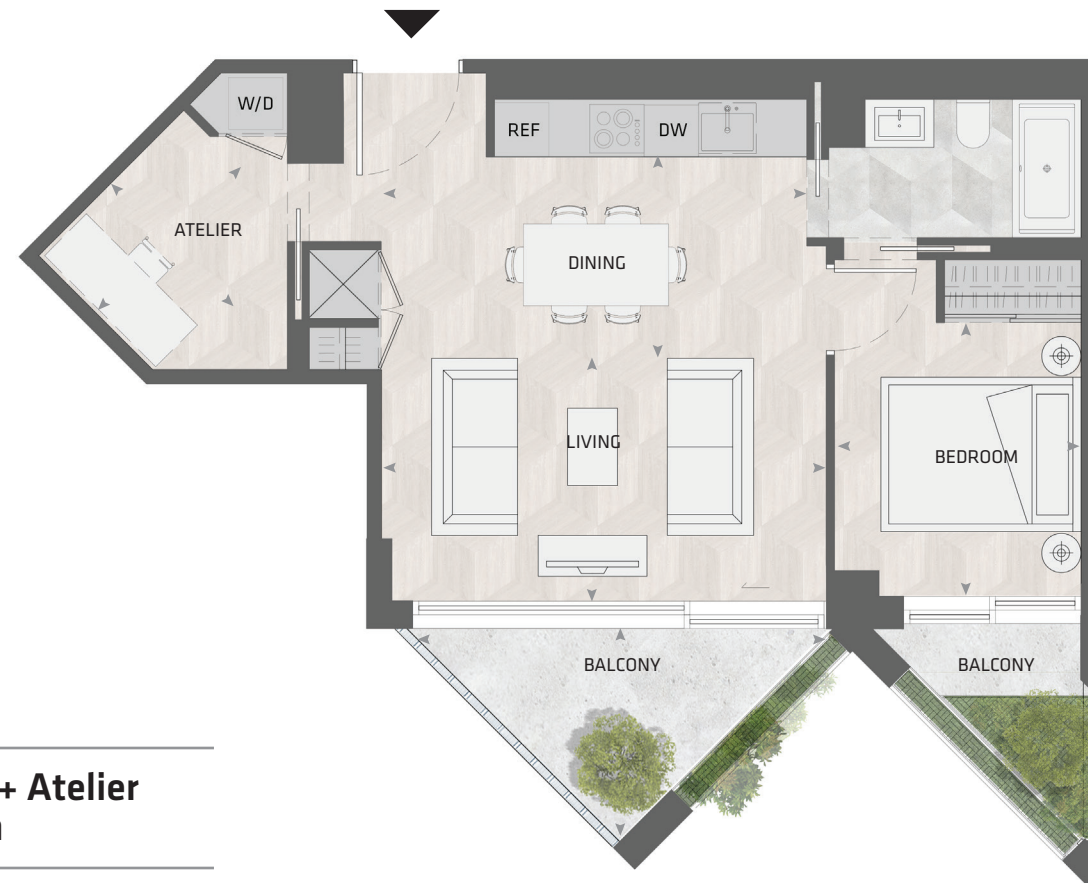 W/D
REF
DW
ATELIER
DINING
LIVING
BEDROOM
BALCONY
BALCONY
+ Atelier